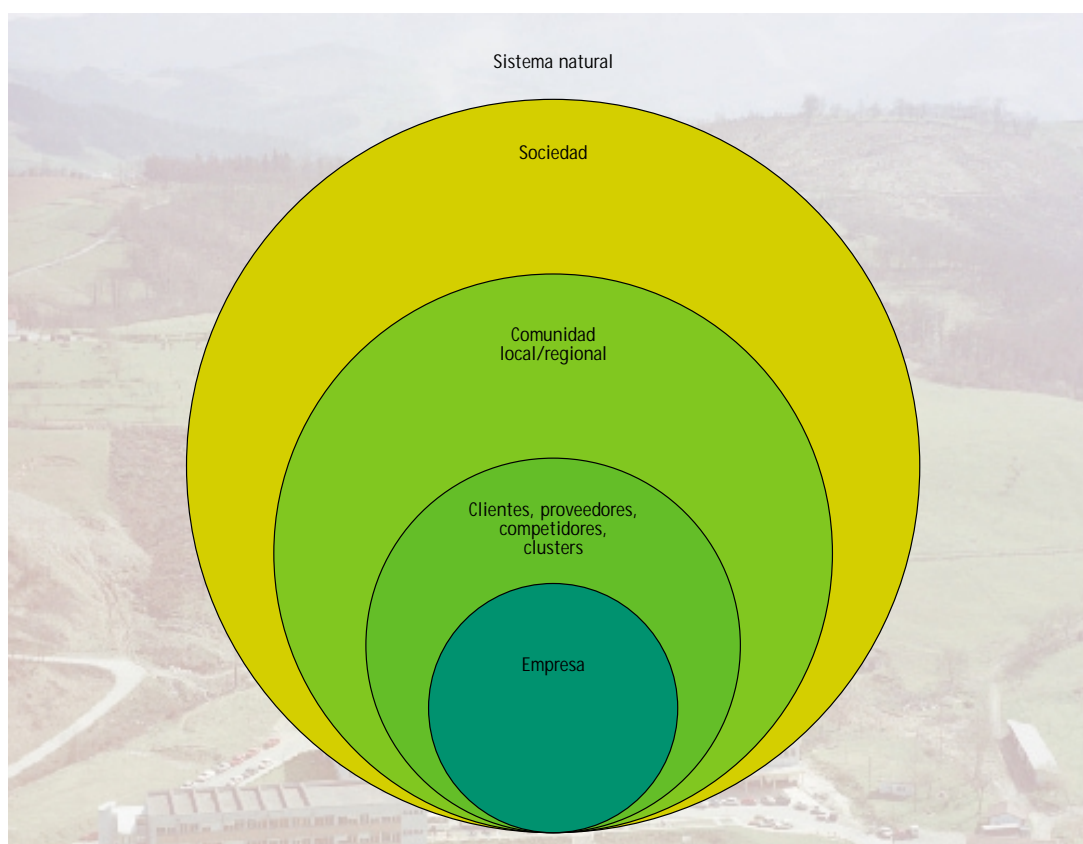 Sistema natural
Sociedad
Comunidad
local/regional
Clientes, proveedores,
competidores,
clusters
Empresa